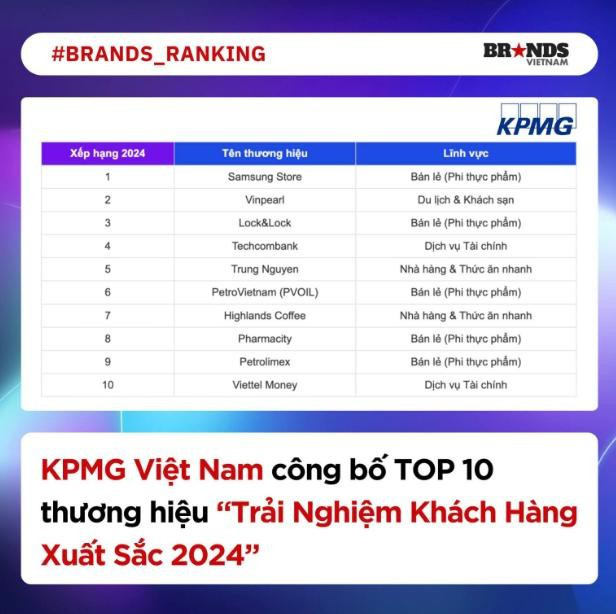 #BRANDS_RANKING
BRANDS
VIETNAM
KPMG
Xếp hạng 2024 Tên thương hiệu Lĩnh vực
1 Samsung Store Bán lẻ (Phi thực phẩm)
2 Vinpearl Du lịch & Khách sạn
3 Lock&Lock Bán lẻ (Phi thực phẩm)
4 Techcombank Dịch vụ Tài chính
5 Trung Nguyen Nhà hàng & Thức ăn nhanh
6 PetroVietnam (PVOIL) Bán lẻ (Phi thực phẩm)
7 Highlands Coffee Nhà hàng & Thức ăn nhanh
8 Pharmacity Bán lẻ (Phi thực phẩm)
9 Petrolimex Bán lẻ (Phi thực phẩm)
10 Viettel Money Dịch vụ Tài chính
KPMG Việt Nam công bố TOP 10
thương hiệu “Trải Nghiệm Khách Hàng
Xuất Sắc 2024”